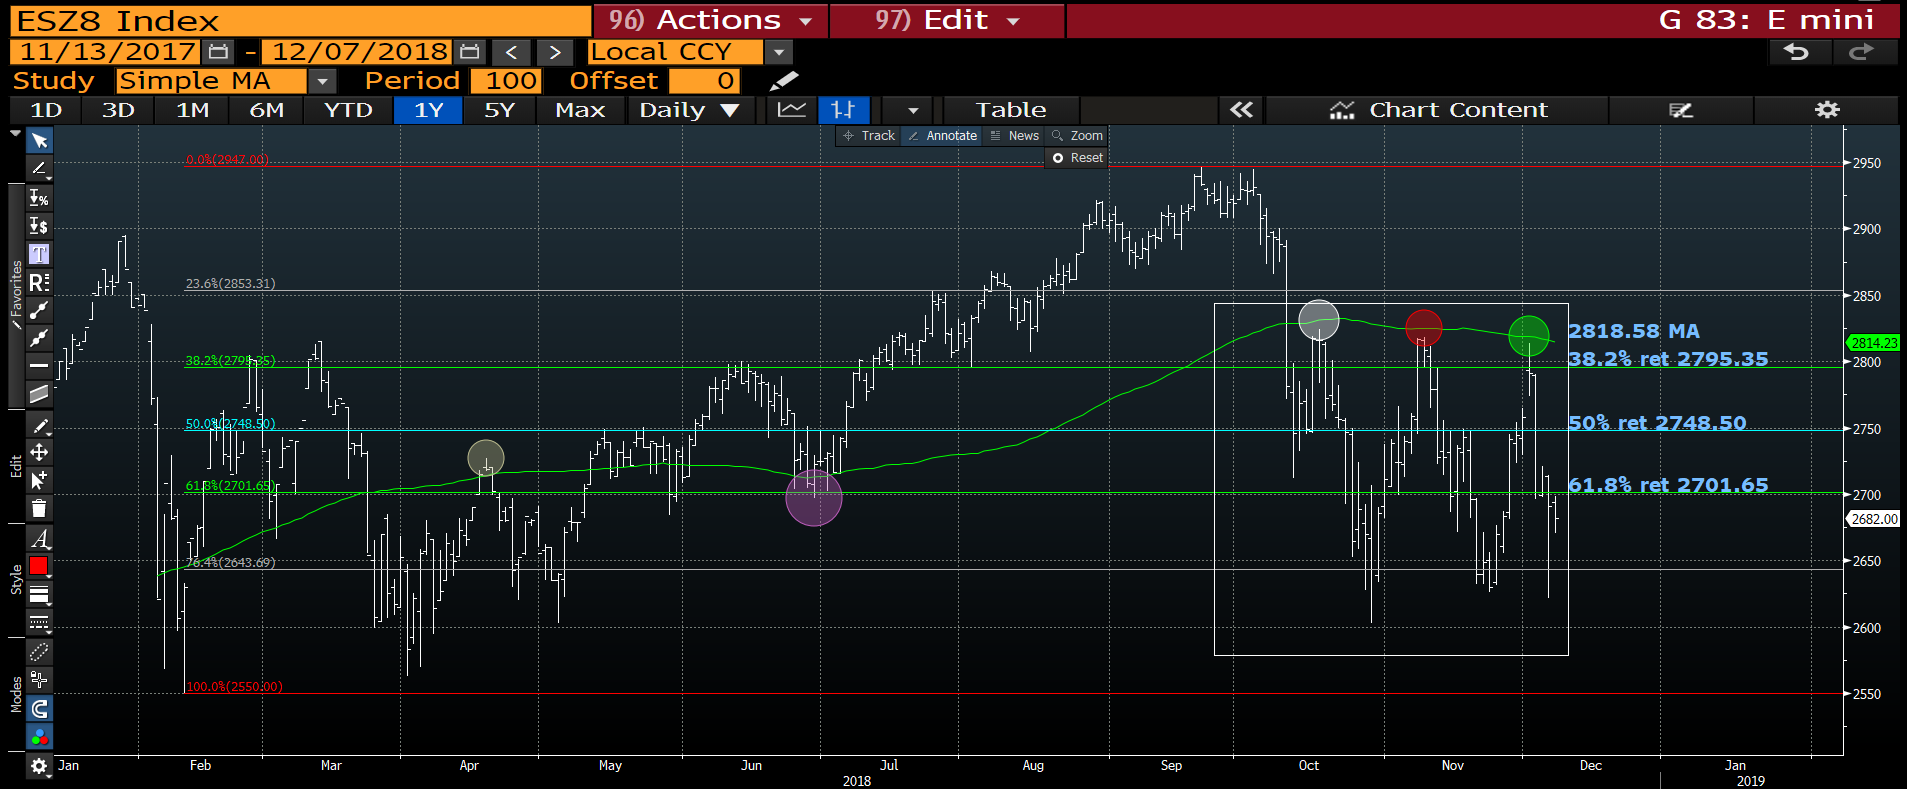 ESZ8 Index 96) Actions 97) Edit G 83: E mini
11/13/2017 - 12/07/2018 < > Local CCY
Study Simple MA Period 100 Offset 0
1D 3D 1M 6M YTD 1Y 5Y Max Daily ▼ Table « Chart Content
Track Annotate News Zoom
Reset
Favorites
Edit
Style
Modes
%
$
T
R
A
0.0%(2947.00)
23.6%(2853.31)
38.2%(2795.35)
50.0%(2748.50)
61.8%(2701.65)
76.4%(2643.69)
100.0%(2550.00)
2818.58 MA
38.2% ret 2795.35
50% ret 2748.50
61.8% ret 2701.65
2950
2900
2850
2814.23
2800
2750
2700
2682.00
2650
2600
2550
Jan Feb Mar Apr May Jun Jul Aug Sep Oct Nov Dec Jan
2018 2019